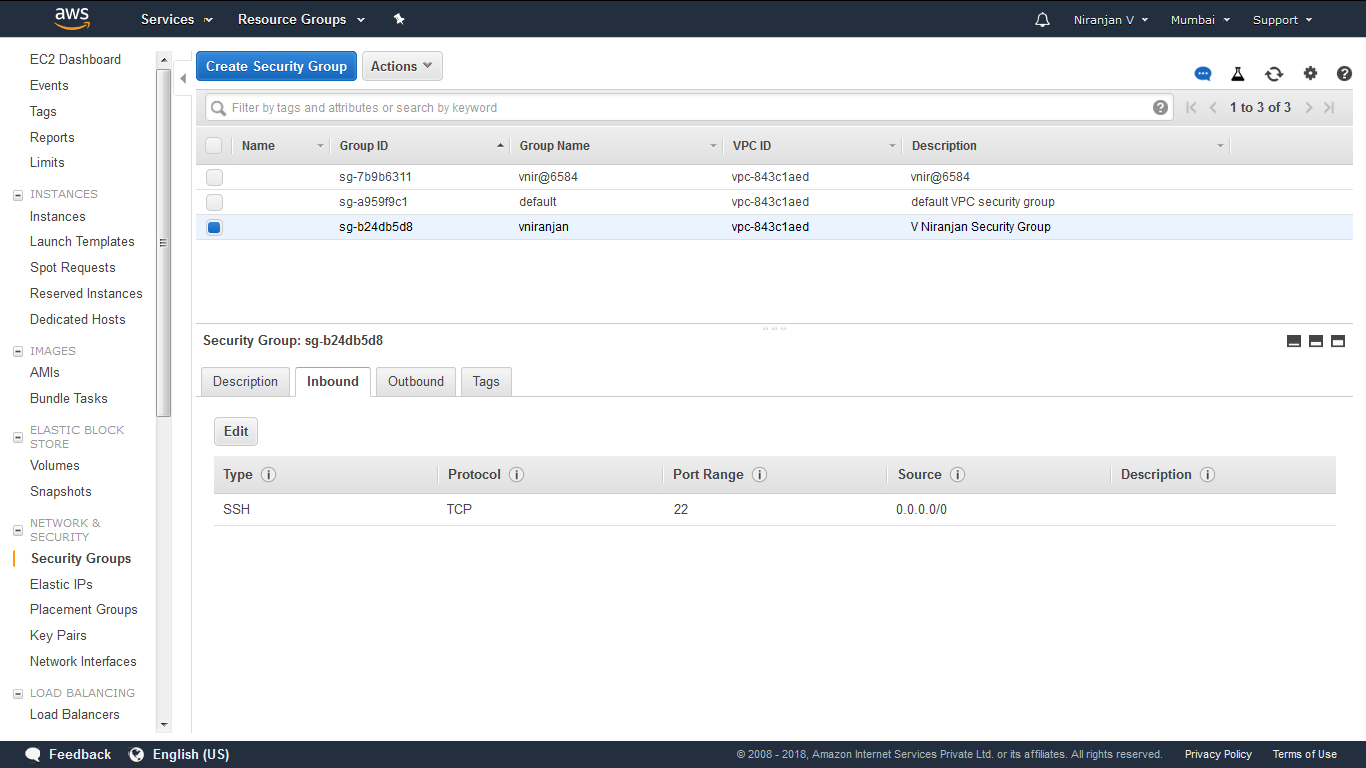 aws Services Resource Groups Niranjan V Mumbai Support
EC2 Dashboard
Events
Tags
Reports
Limits
INSTANCES
Instances
Launch Templates
Spot Requests
Reserved Instances
Dedicated Hosts
IMAGES
AMIs
Bundle Tasks
ELASTIC BLOCK
STORE
Volumes
Snapshots
NETWORK &
SECURITY
Security Groups
Elastic IPs
Placement Groups
Key Pairs
Network Interfaces
LOAD BALANCING
Load Balancers
Create Security Group Actions
Filter by tags and attributes or search by keyword 1 to 3 of 3
Name Group ID Group Name VPC ID Description
sg-7b9b6311 vnir@6584 vpc-843c1aed vnir@6584
sg-a959f9c1 default vpc-843c1aed default VPC security group
sg-b24db5d8 vniranjan vpc-843c1aed V Niranjan Security Group
Security Group: sg-b24db5d8
Description Inbound Outbound Tags
Edit
Type Protocol Port Range Source Description
SSH TCP 22 0.0.0.0/0
Feedback English (US) © 2008 - 2018, Amazon Internet Services Private Ltd. or its affiliates. All rights reserved. Privacy Policy Terms of Use